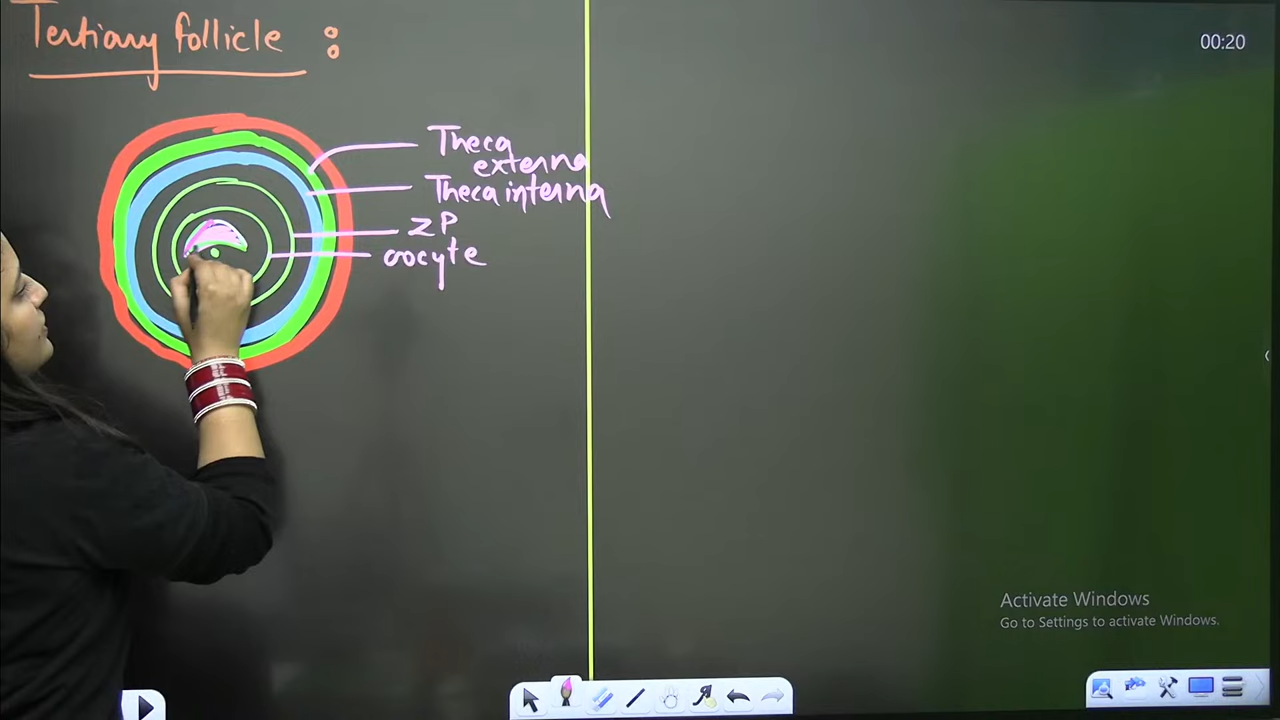 Tertiary follicle :
00:20
Theca
externa
Theca interna
ZP
oocyte
Activate Windows
Go to Settings to activate Windows.